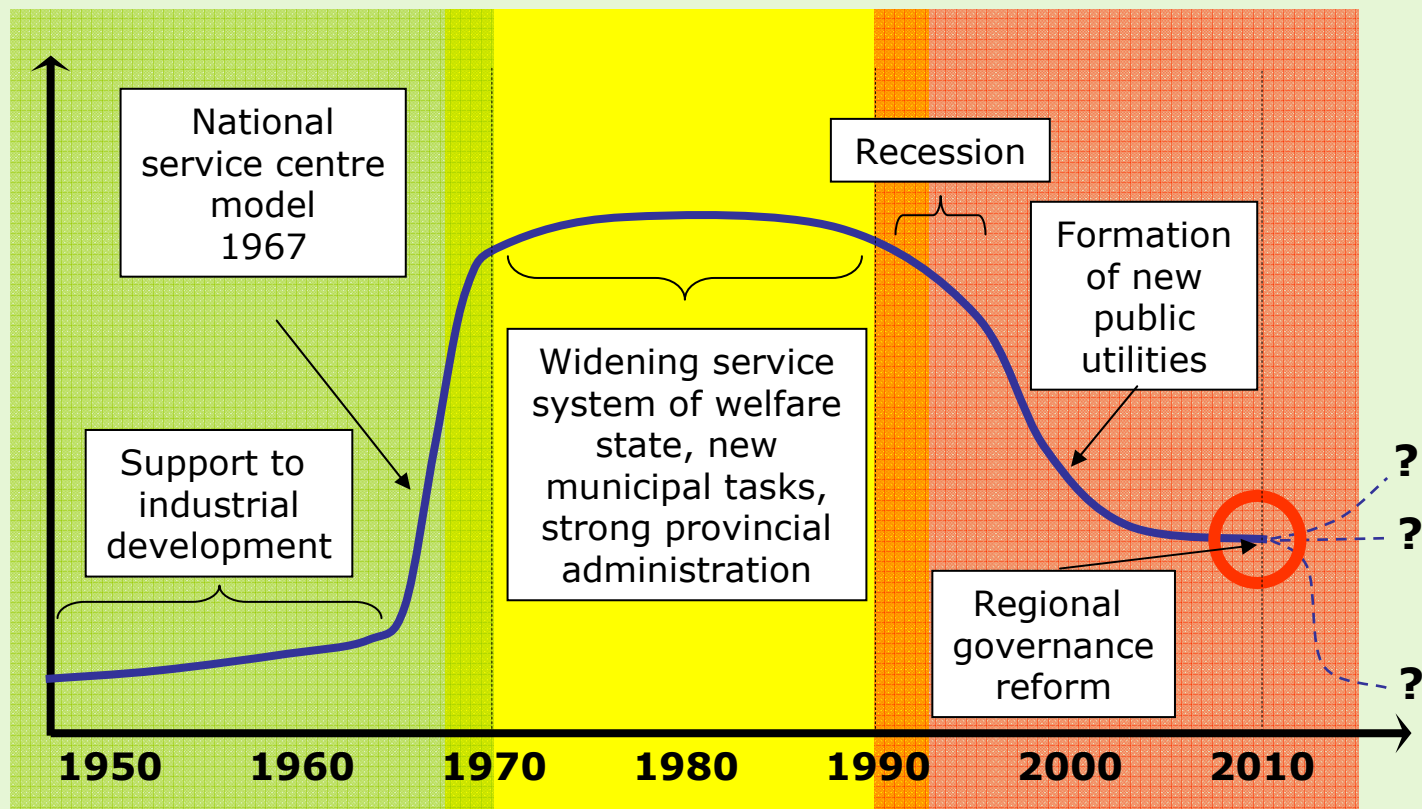 National
service centre
model
1967
Recession
Formation
of new
public
utilities
Widening service
system of welfare
state, new
municipal tasks,
strong provincial
administration
Support to
industrial
development
Regional
governance
reform
?
?
?
1950 1960 1970 1980 1990 2000 2010